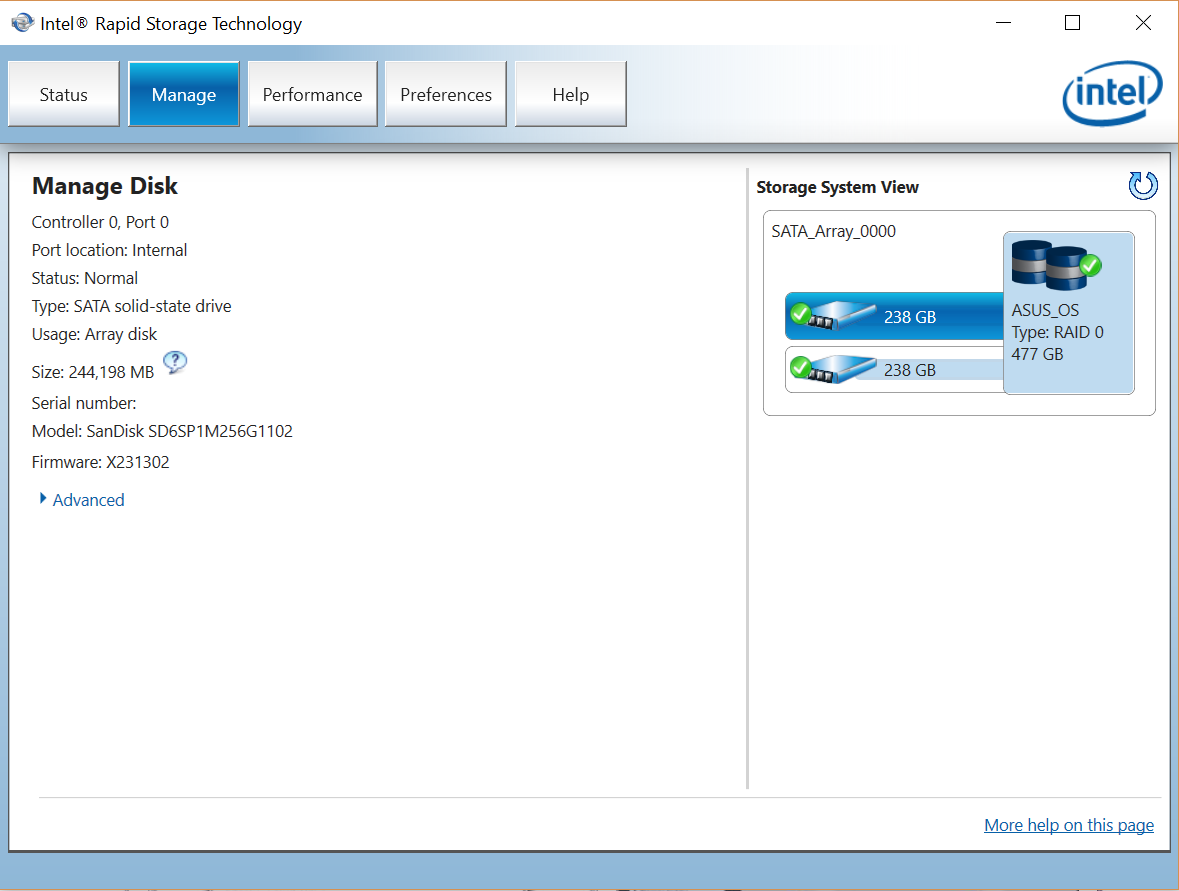 Intel® Rapid Storage Technology
Status
Manage
Performance
Preferences
Help
intel
Manage Disk
Controller 0, Port 0
Port location: Internal
Status: Normal
Type: SATA solid-state drive
Usage: Array disk
Size: 244,198 MB
Serial number:
Model: SanDisk SD6SP1M256G1102
Firmware: X231302
Advanced
Storage System View
SATA_Array_0000
238 GB
238 GB
ASUS_OS
Type: RAID 0
477 GB
More help on this page